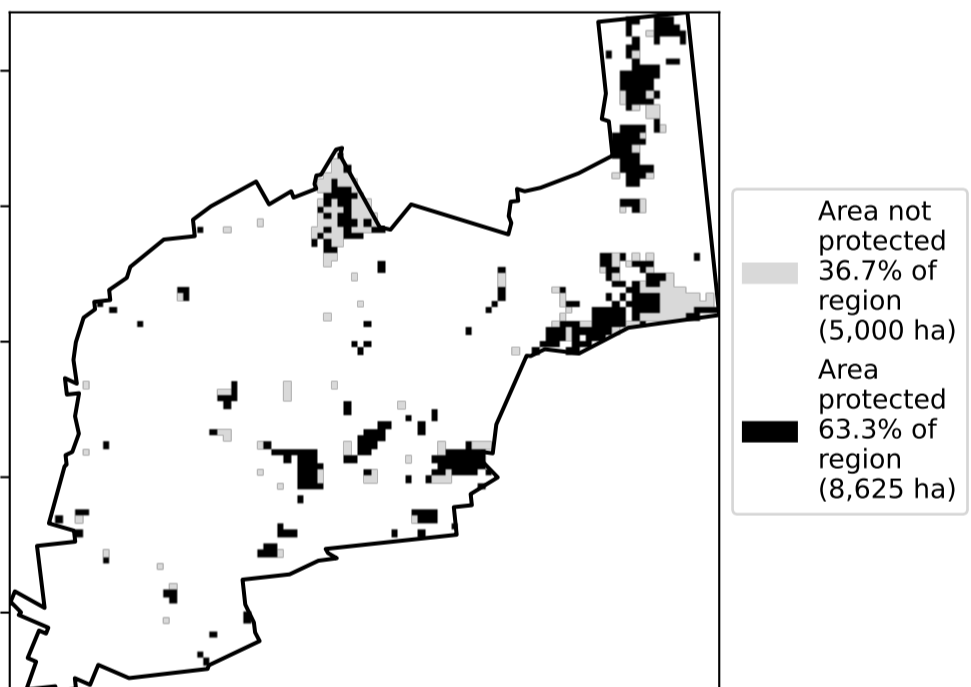 Area not
protected
36.7% of
region
(5,000 ha)
Area
protected
63.3% of
region
(8,625 ha)